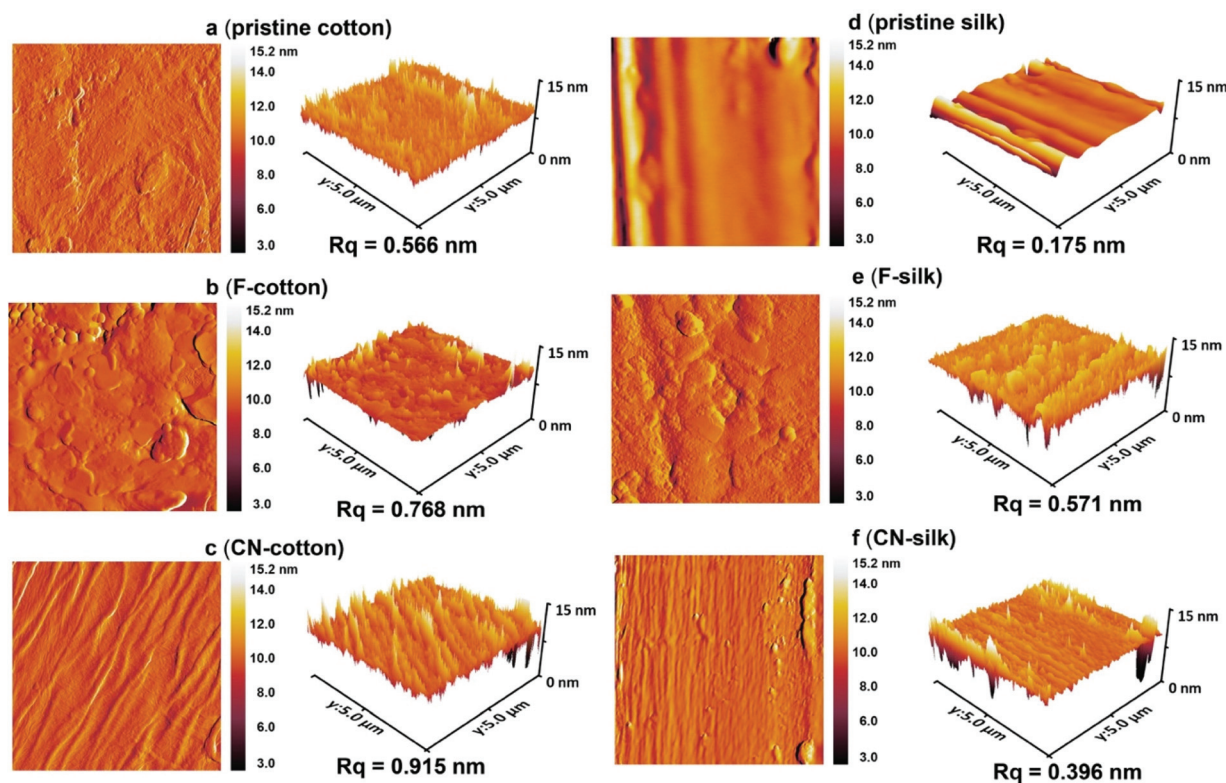 a (pristine cotton)
15.2 nm
14.0
12.0
10.0
8.0
6.0
3.0
15 nm
0 nm
y:5.0 µm
y:5.0 µm
Rq = 0.566 nm
d (pristine silk)
15.2 nm
14.0
12.0
10.0
8.0
6.0
3.0
15 nm
0 nm
y:5.0 µm
y:5.0 µm
Rq = 0.175 nm
b (F-cotton)
15.2 nm
14.0
12.0
10.0
8.0
6.0
3.0
15 nm
0 nm
y:5.0 µm
y:5.0 µm
Rq = 0.768 nm
e (F-silk)
15.2 nm
14.0
12.0
10.0
8.0
6.0
3.0
15 nm
0 nm
y:5.0 µm
y:5.0 µm
Rq = 0.571 nm
c (CN-cotton)
15.2 nm
14.0
12.0
10.0
8.0
6.0
3.0
15 nm
0 nm
y:5.0 µm
y:5.0 µm
Rq = 0.915 nm
f (CN-silk)
15.2 nm
14.0
12.0
10.0
8.0
6.0
3.0
15 nm
0 nm
y:5.0 µm
y:5.0 µm
Rq = 0.396 nm